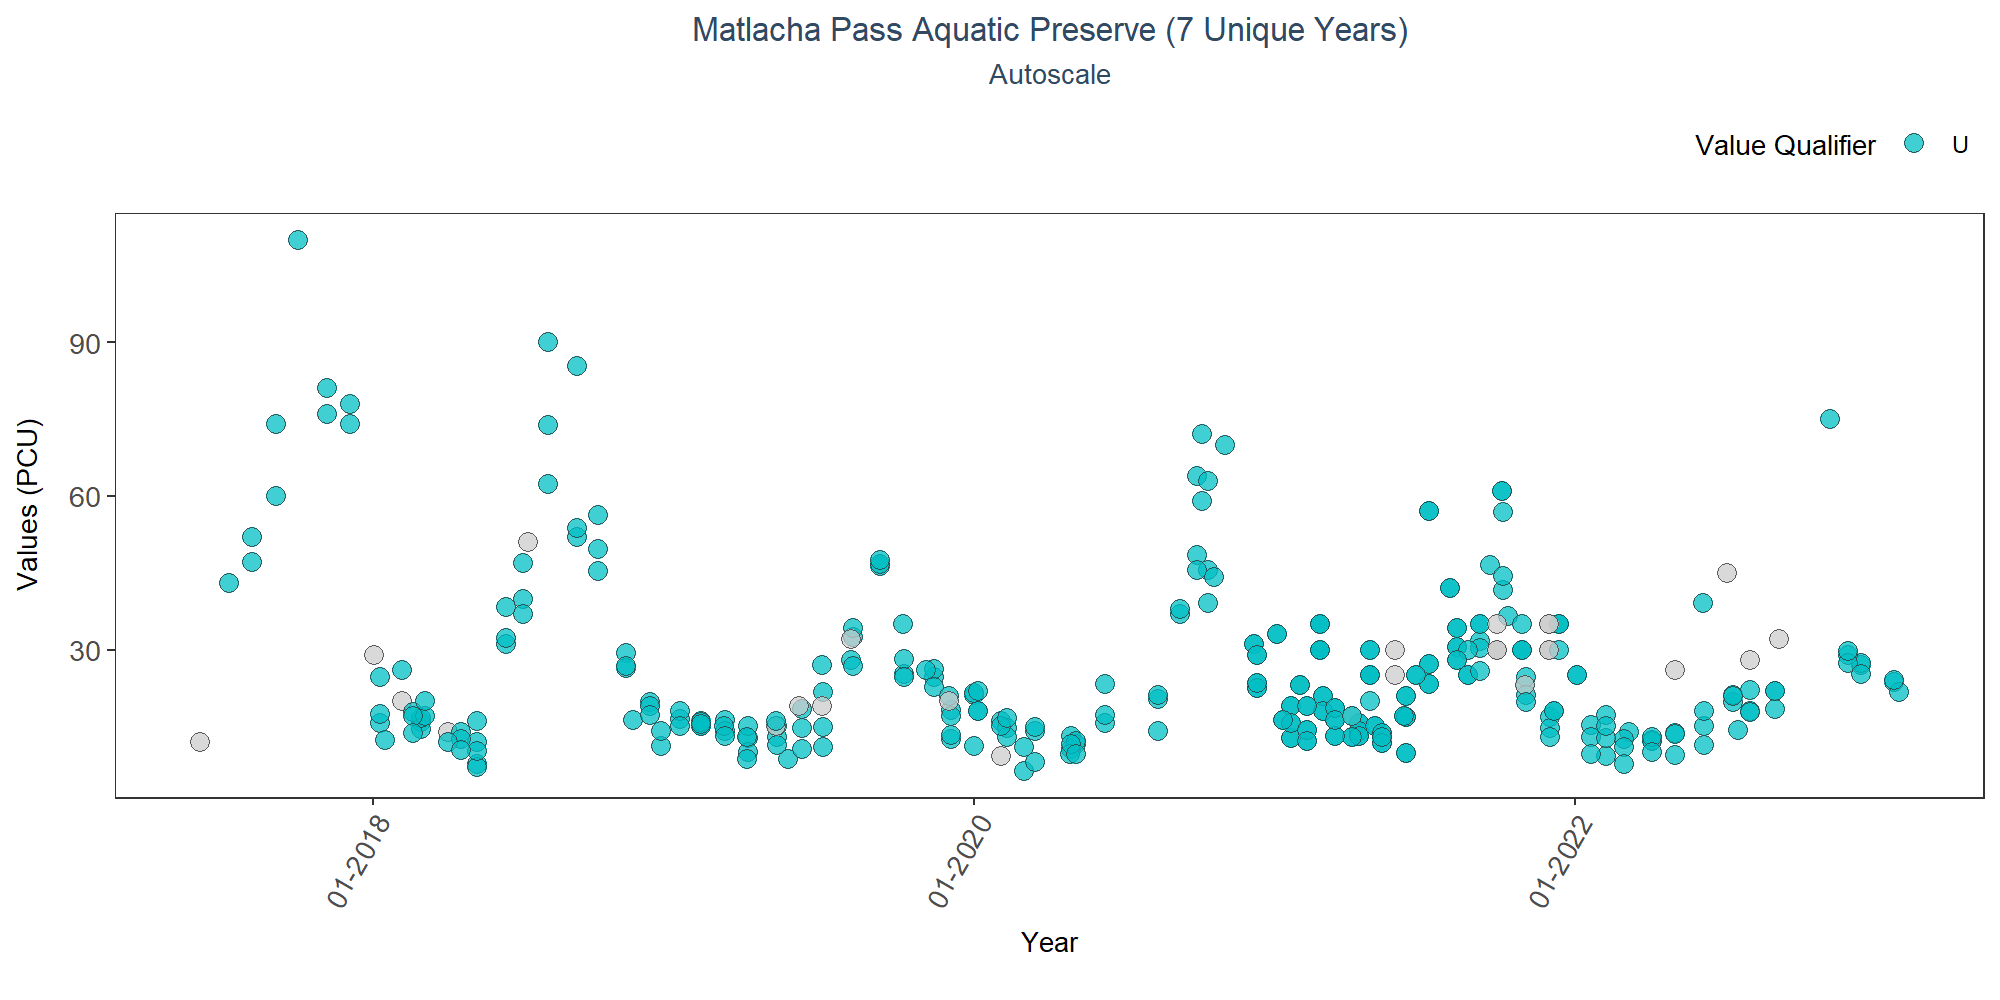 Matlacha Pass Aquatic Preserve (7 Unique Years)
Autoscale
Value Qualifier U
Values (PCU)
90
60
30
01-2018 01-2020 01-2022
Year